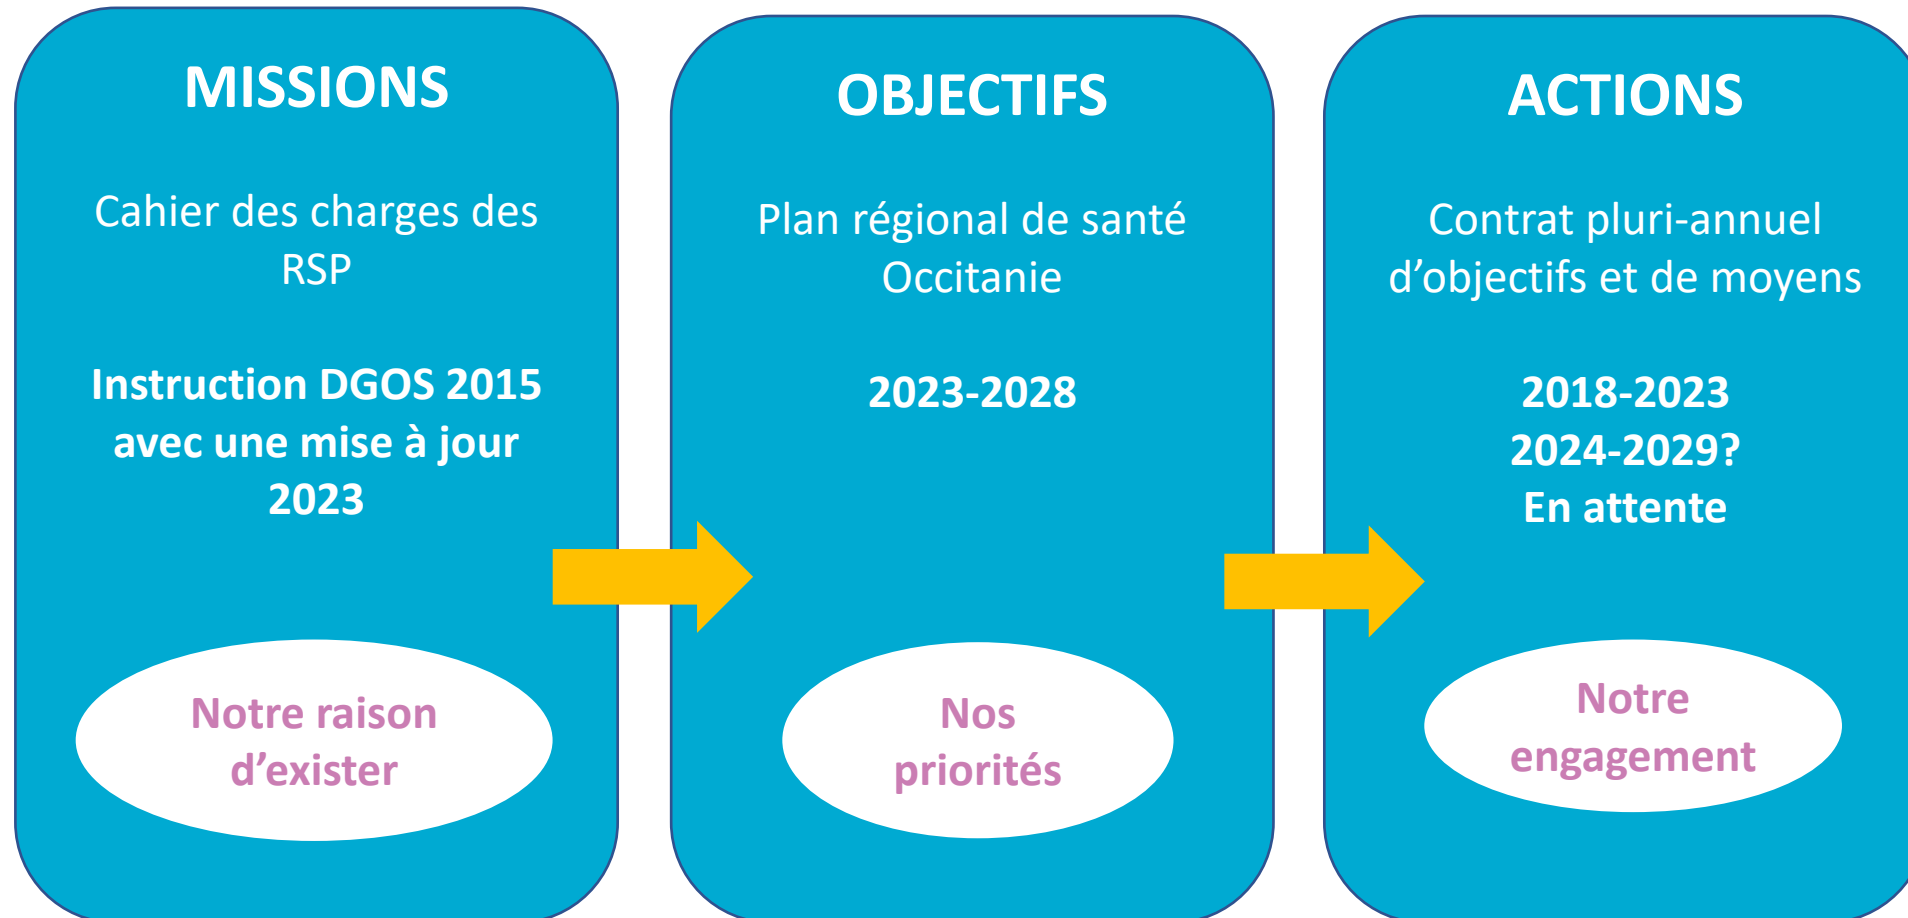 MISSIONS
Cahier des charges des
RSP
Instruction DGOS 2015
avec une mise à jour
2023
Notre raison
d’exister
OBJECTIFS
Plan régional de santé
Occitanie
2023-2028
Nos
priorités
ACTIONS
Contrat pluri-annuel
d’objectifs et de moyens
2018-2023
2024-2029?
En attente
Notre
engagement